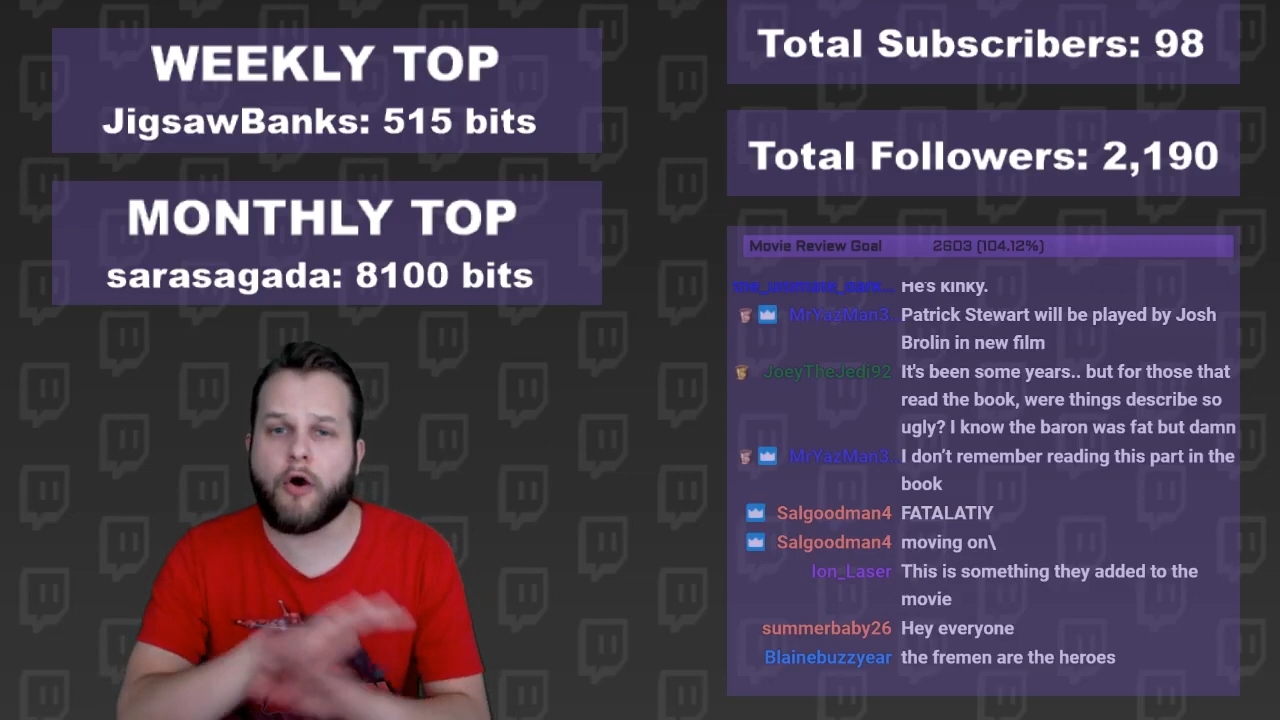 WEEKLY TOP
JigsawBanks: 515 bits
MONTHLY TOP
sarasagada: 8100 bits
Total Subscribers: 98
Total Followers: 2,190
Movie Review Goal 2603 (104.12%)
He's kinky.
MrYazMan3.. Patrick Stewart will be played by Josh
Brolin in new film
JoeyTheJedi92 It's been some years.. but for those that
read the book, were things describe so
ugly? I know the baron was fat but damn
MrYazMan3.. I don't remember reading this part in the
book
Salgoodman4 FATALATIY
Salgoodman4 moving on\
Ion_Laser This is something they added to the
movie
summerbaby26 Hey everyone
Blainebuzzyear the fremen are the heroes